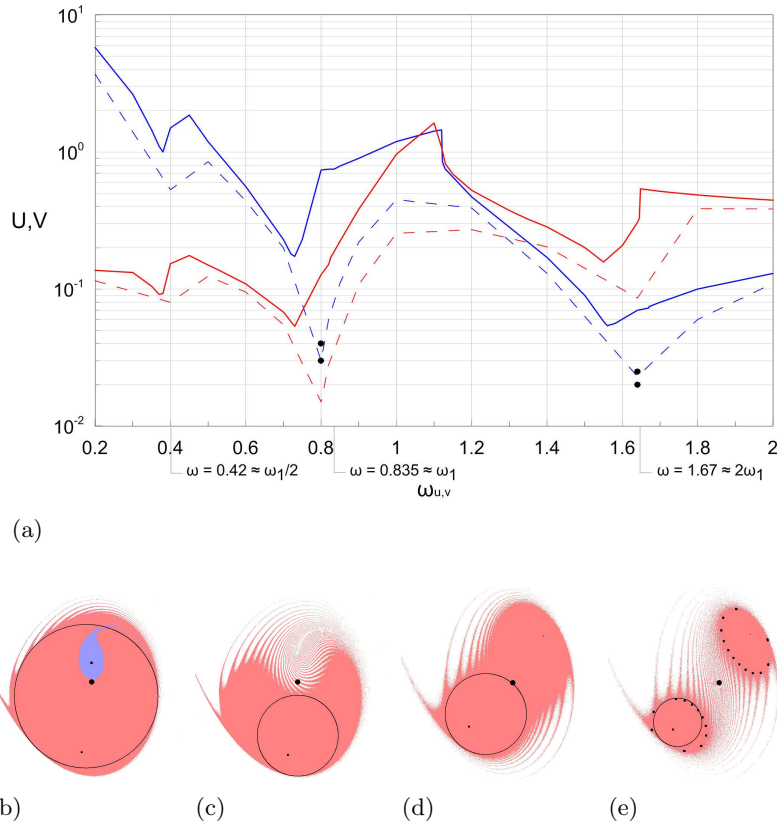 10^1
10^0
U,V
10^-1
10^-2
0.2 0.4 0.6 0.8 1 1.2 1.4 1.6 1.8 2
ω = 0.42 ≈ ω1/2 ω = 0.835 ≈ ω1 ω = 1.67 ≈ 2ω1
ωu,v
(a)
b) (c) (d) (e)